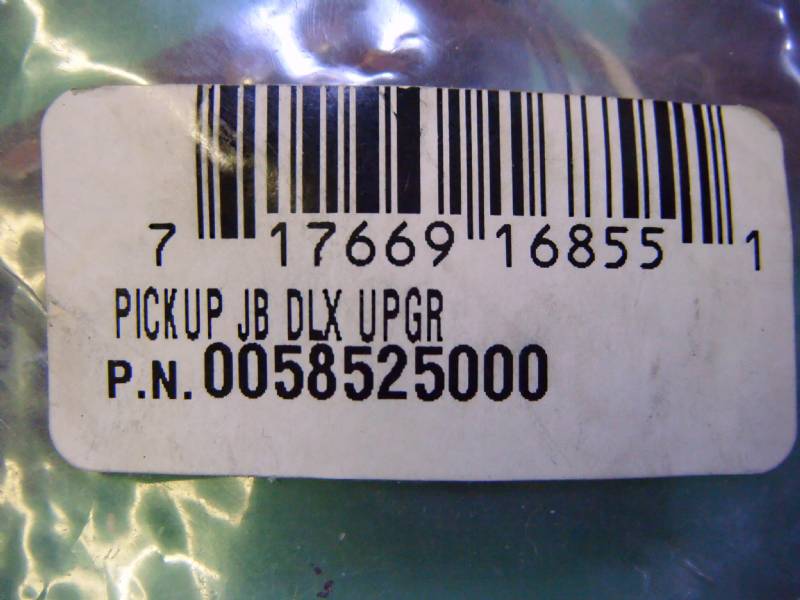 7 17669 16855 1
PICKUP JB DLX UPGR
P.N. 0058525000